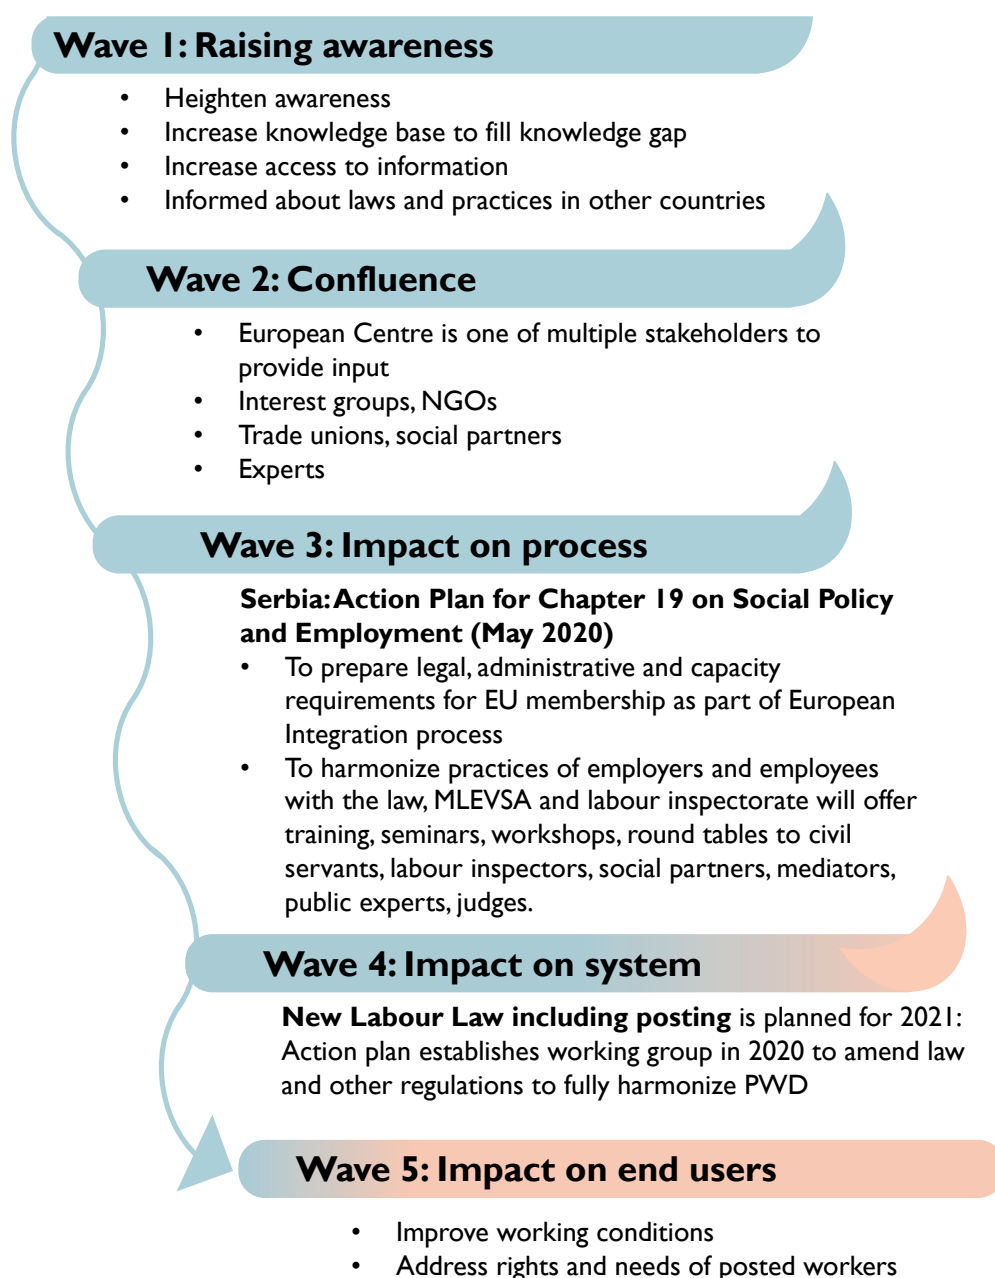 Wave 1: Raising awareness
• Heighten awareness
• Increase knowledge base to fill knowledge gap
• Increase access to information
• Informed about laws and practices in other countries
Wave 2: Confluence
• European Centre is one of multiple stakeholders to
provide input
• Interest groups, NGOs
• Trade unions, social partners
• Experts
Wave 3: Impact on process
Serbia: Action Plan for Chapter 19 on Social Policy
and Employment (May 2020)
• To prepare legal, administrative and capacity
requirements for EU membership as part of European
Integration process
• To harmonize practices of employers and employees
with the law, MLEVSA and labour inspectorate will offer
training, seminars, workshops, round tables to civil
servants, labour inspectors, social partners, mediators,
public experts, judges.
Wave 4: Impact on system
New Labour Law including posting is planned for 2021:
Action plan establishes working group in 2020 to amend law
and other regulations to fully harmonize PWD
Wave 5: Impact on end users
• Improve working conditions
• Address rights and needs of posted workers